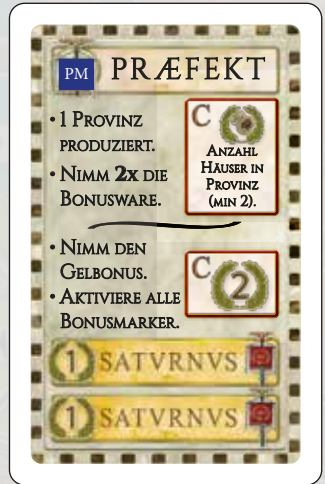 PM PRÆFEKT
• 1 PROVINZ
PRODUZIERT.
• NIMM 2X DIE
BONUSWARE.
C
ANZAHL
HÄUSER IN
PROVINZ
(MIN 2).
• NIMM DEN
GELBONUS.
• AKTIVIERE ALLE
BONUSMARKER.
C
2
1 SATVRNVS
1 SATVRNVS